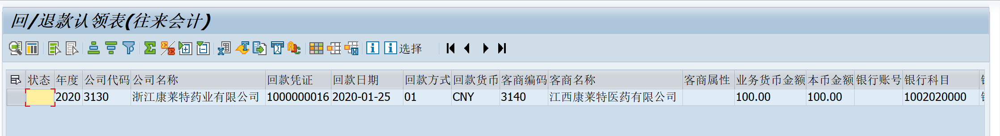 回/退款认领表(往来会计)
选择
状态 年度 公司代码 公司名称 回款凭证 回款日期 回款方式 回款货币 客商编码 客商名称 客商属性 业务货币金额 本币金额 银行账号 银行科目
2020 3130 浙江康莱特药业有限公司 1000000016 2020-01-25 01 CNY 3140 江西康莱特医药有限公司 100.00 100.00 1002020000